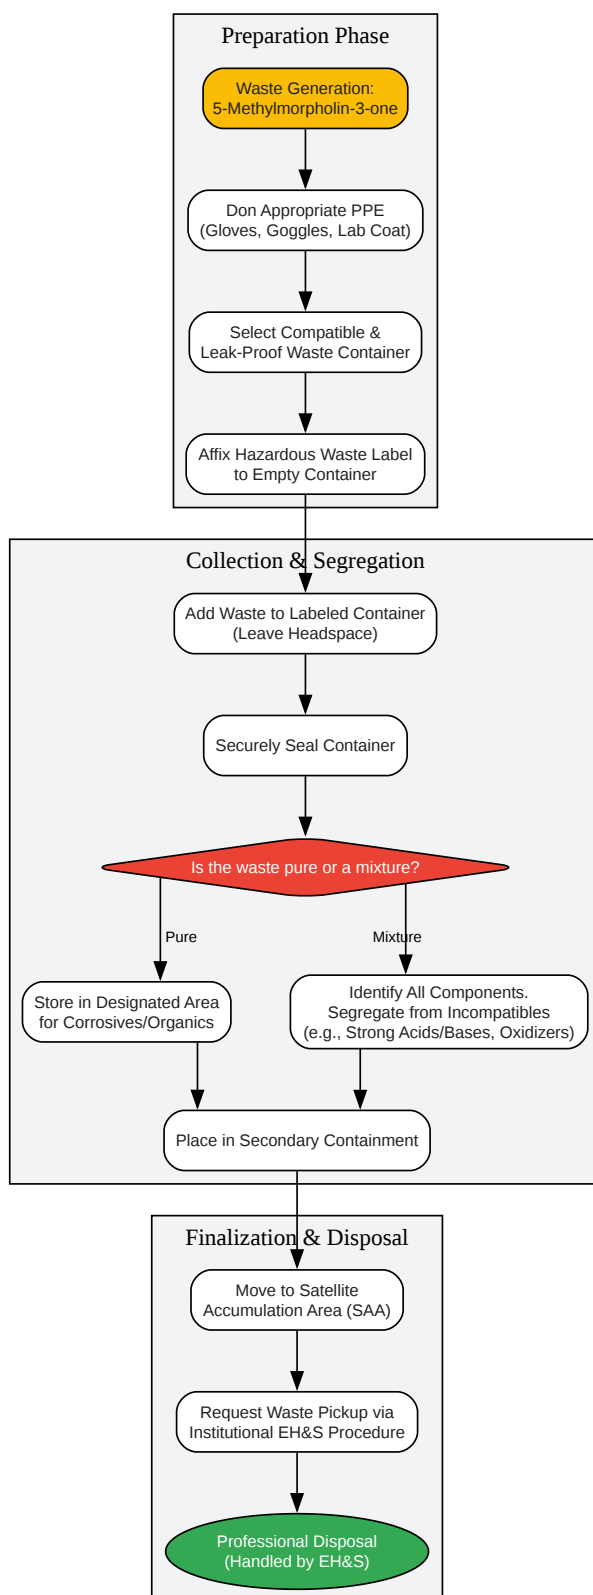 Preparation Phase
Waste Generation:
5-Methylmorpholin-3-one
Don Appropriate PPE
(Gloves, Goggles, Lab Coat)
Select Compatible &
Leak-Proof Waste Container
Affix Hazardous Waste Label
to Empty Container
Collection & Segregation
Add Waste to Labeled Container
(Leave Headspace)
Securely Seal Container
Is the waste pure or a mixture?
Pure
Mixture
Store in Designated Area
for Corrosives/Organics
Identify All Components.
Segregate from Incompatibles
(e.g., Strong Acids/Bases, Oxidizers)
Place in Secondary Containment
Finalization & Disposal
Move to Satellite
Accumulation Area (SAA)
Request Waste Pickup via
Institutional EH&S Procedure
Professional Disposal
(Handled by EH&S)